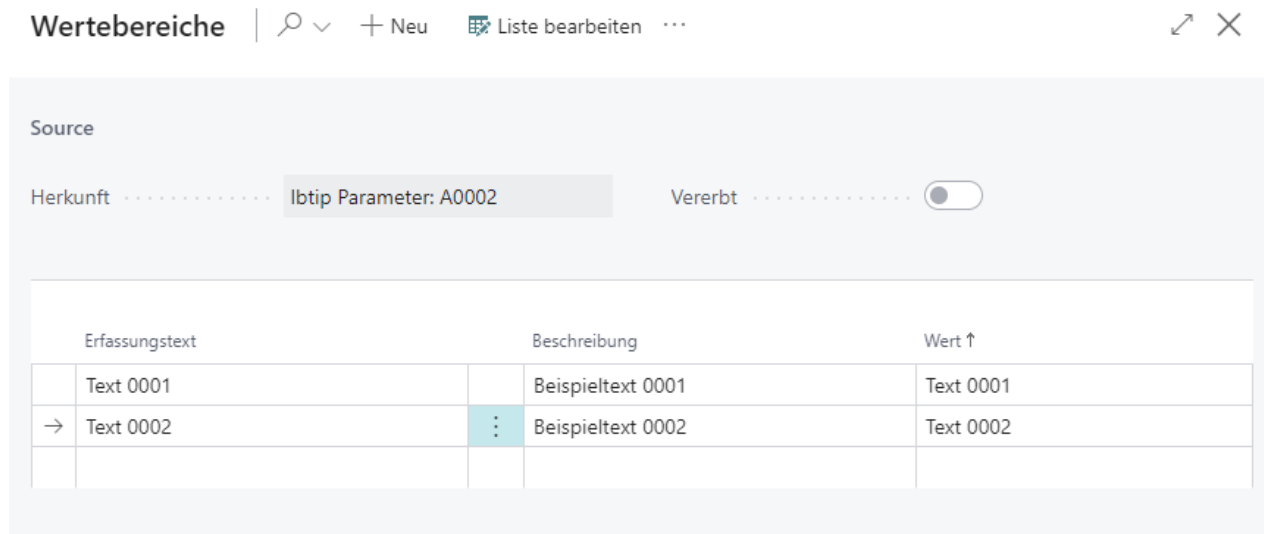 Wertebereiche Neu Liste bearbeiten ···
Source
Herkunft Ibtip Parameter: A0002 Vererbt
Erfassungstext Beschreibung Wert ↑
Text 0001 Beispieltext 0001 Text 0001
Text 0002 Beispieltext 0002 Text 0002